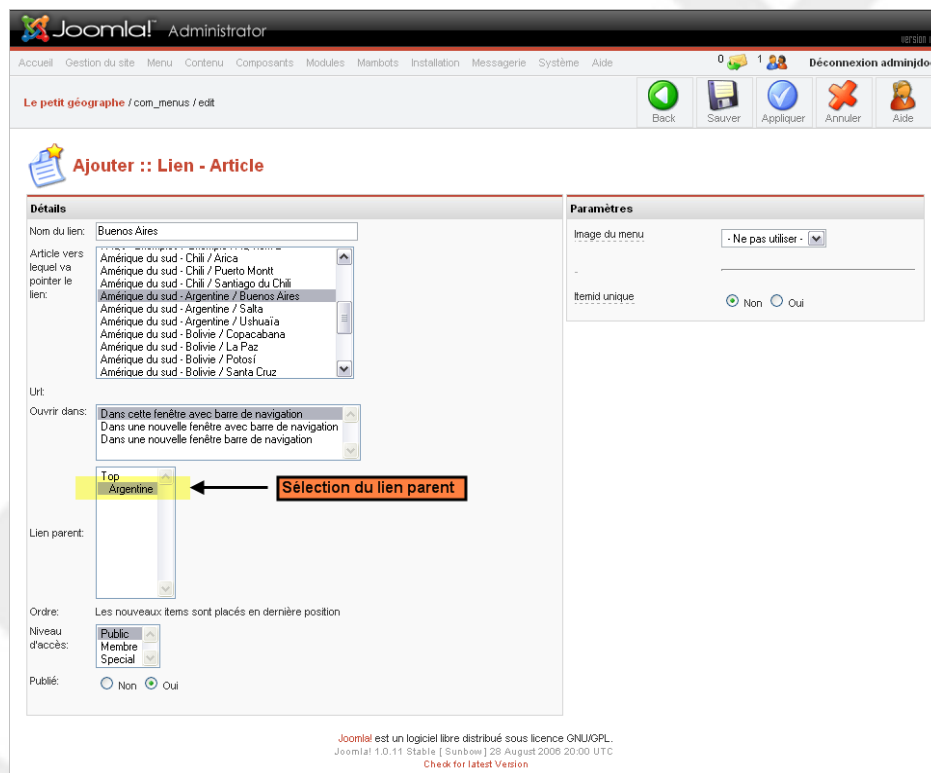 Joomla!™ Administrator
version
Accueil Gestion du site Menu Contenu Composants Modules Mambots Installation Messagerie Système Aide 0 1 Déconnexion adminjdo
Le petit géographe / com_menus / edit
Back Sauver Appliquer Annuler Aide
Ajouter :: Lien - Article
Détails
Nom du lien: Buenos Aires
Article vers lequel va pointer le lien:
Amérique du sud - Chili / Arica
Amérique du sud - Chili / Puerto Montt
Amérique du sud - Chili / Santiago du Chili
Amérique du sud - Argentine / Buenos Aires
Amérique du sud - Argentine / Salta
Amérique du sud - Argentine / Ushuaïa
Amérique du sud - Bolivie / Copacabana
Amérique du sud - Bolivie / La Paz
Amérique du sud - Bolivie / Potosí
Amérique du sud - Bolivie / Santa Cruz
Url:
Ouvrir dans:
Dans cette fenêtre avec barre de navigation
Dans une nouvelle fenêtre avec barre de navigation
Dans une nouvelle fenêtre barre de navigation
Top
Argentine
Sélection du lien parent
Lien parent:
Ordre: Les nouveaux items sont placés en dernière position
Niveau d'accès:
Public
Membre
Special
Publié: Non Oui
Paramètres
Image du menu - Ne pas utiliser -
-
Itemid unique Non Oui
Joomla! est un logiciel libre distribué sous licence GNU/GPL.
Joomla! 1.0.11 Stable [ Sunbow ] 28 August 2006 20:00 UTC
Check for latest Version